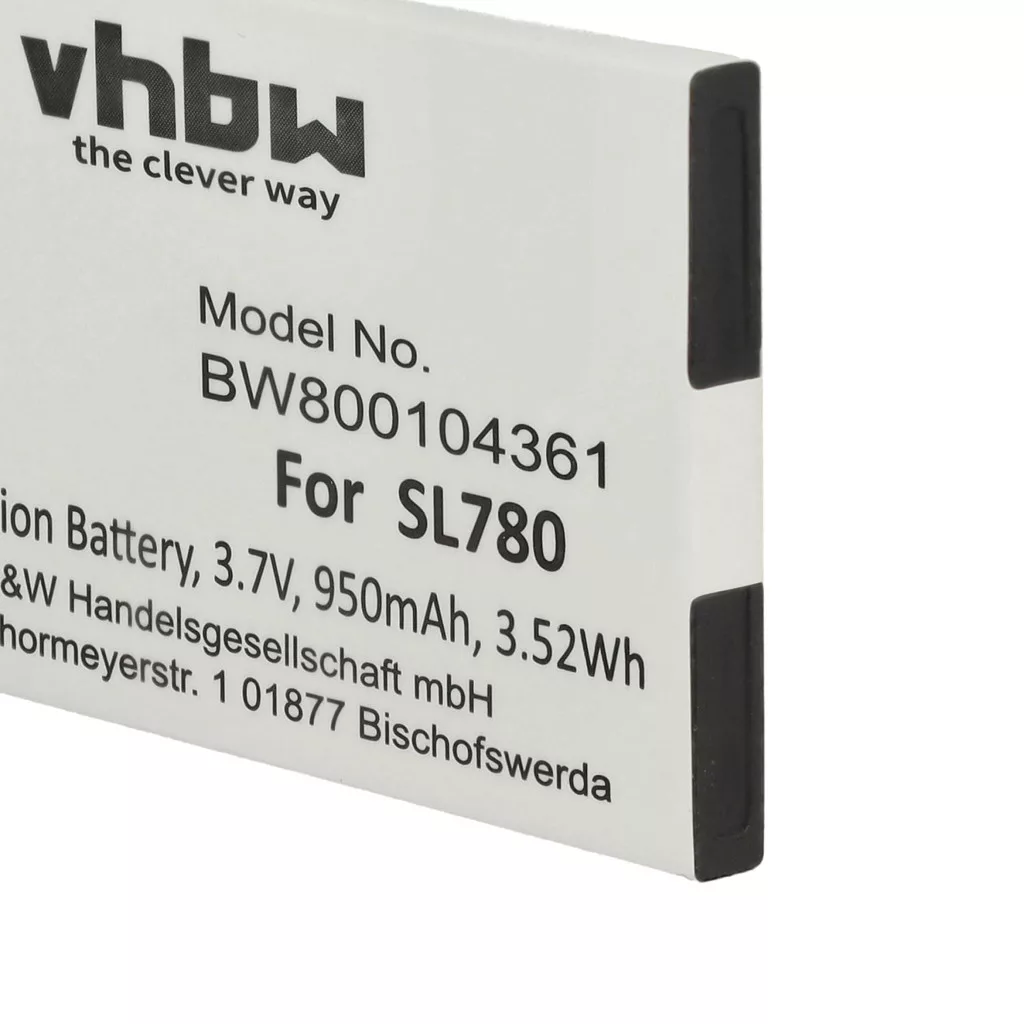 vhbw
the clever way
Model No.
BW800104361
For SL780
ion Battery, 3.7V, 950mAh, 3.52Wh
&W Handelsgesellschaft mbH
hormeyerstr. 1 01877 Bischofswerda